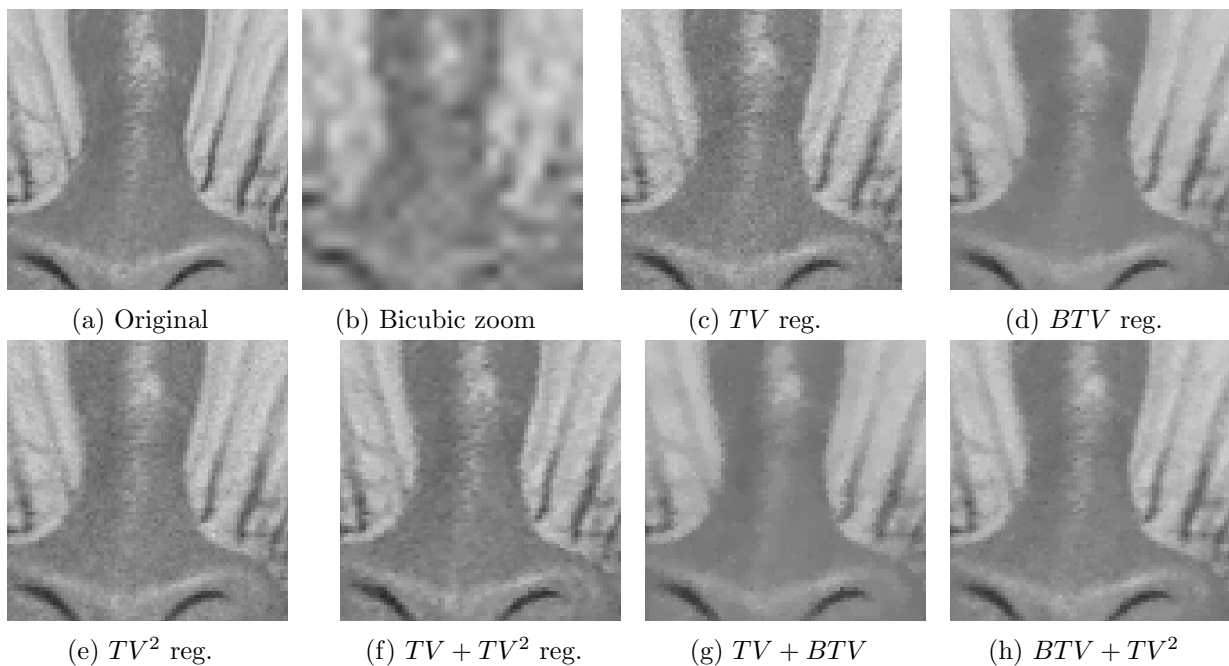 (a) Original
(b) Bicubic zoom
(c) TV reg.
(d) BTV reg.
(e) TV² reg.
(f) TV + TV² reg.
(g) TV + BTV
(h) BTV + TV²